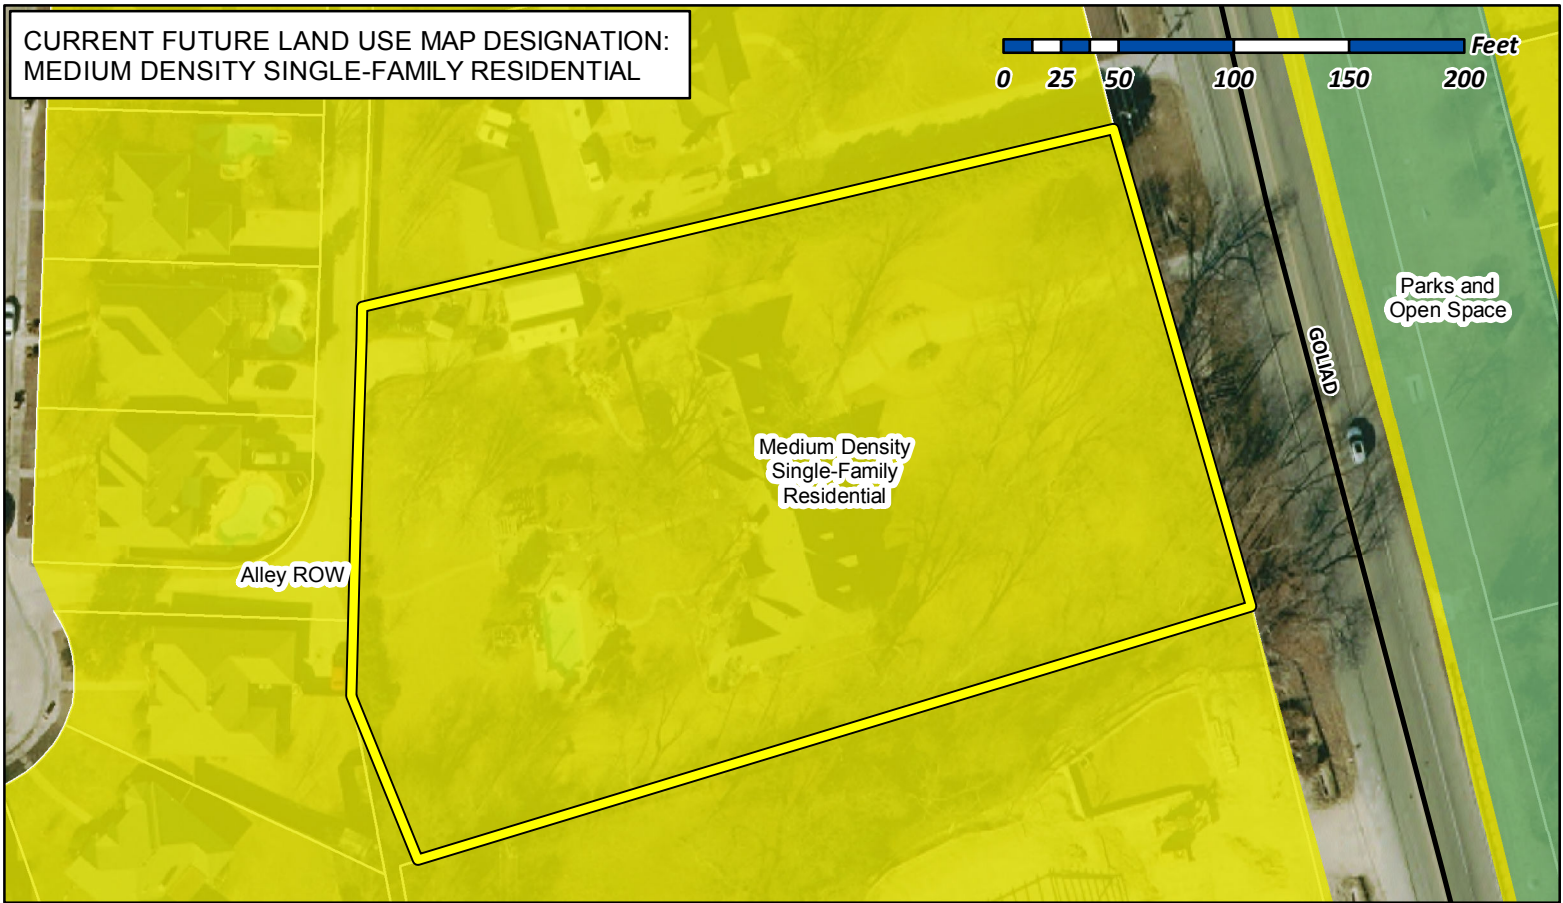 CURRENT FUTURE LAND USE MAP DESIGNATION:
MEDIUM DENSITY SINGLE-FAMILY RESIDENTIAL
Feet
0 25 50 100 150 200
Parks and
Open Space
GOLIAD
Medium Density
Single-Family
Residential
Alley ROW